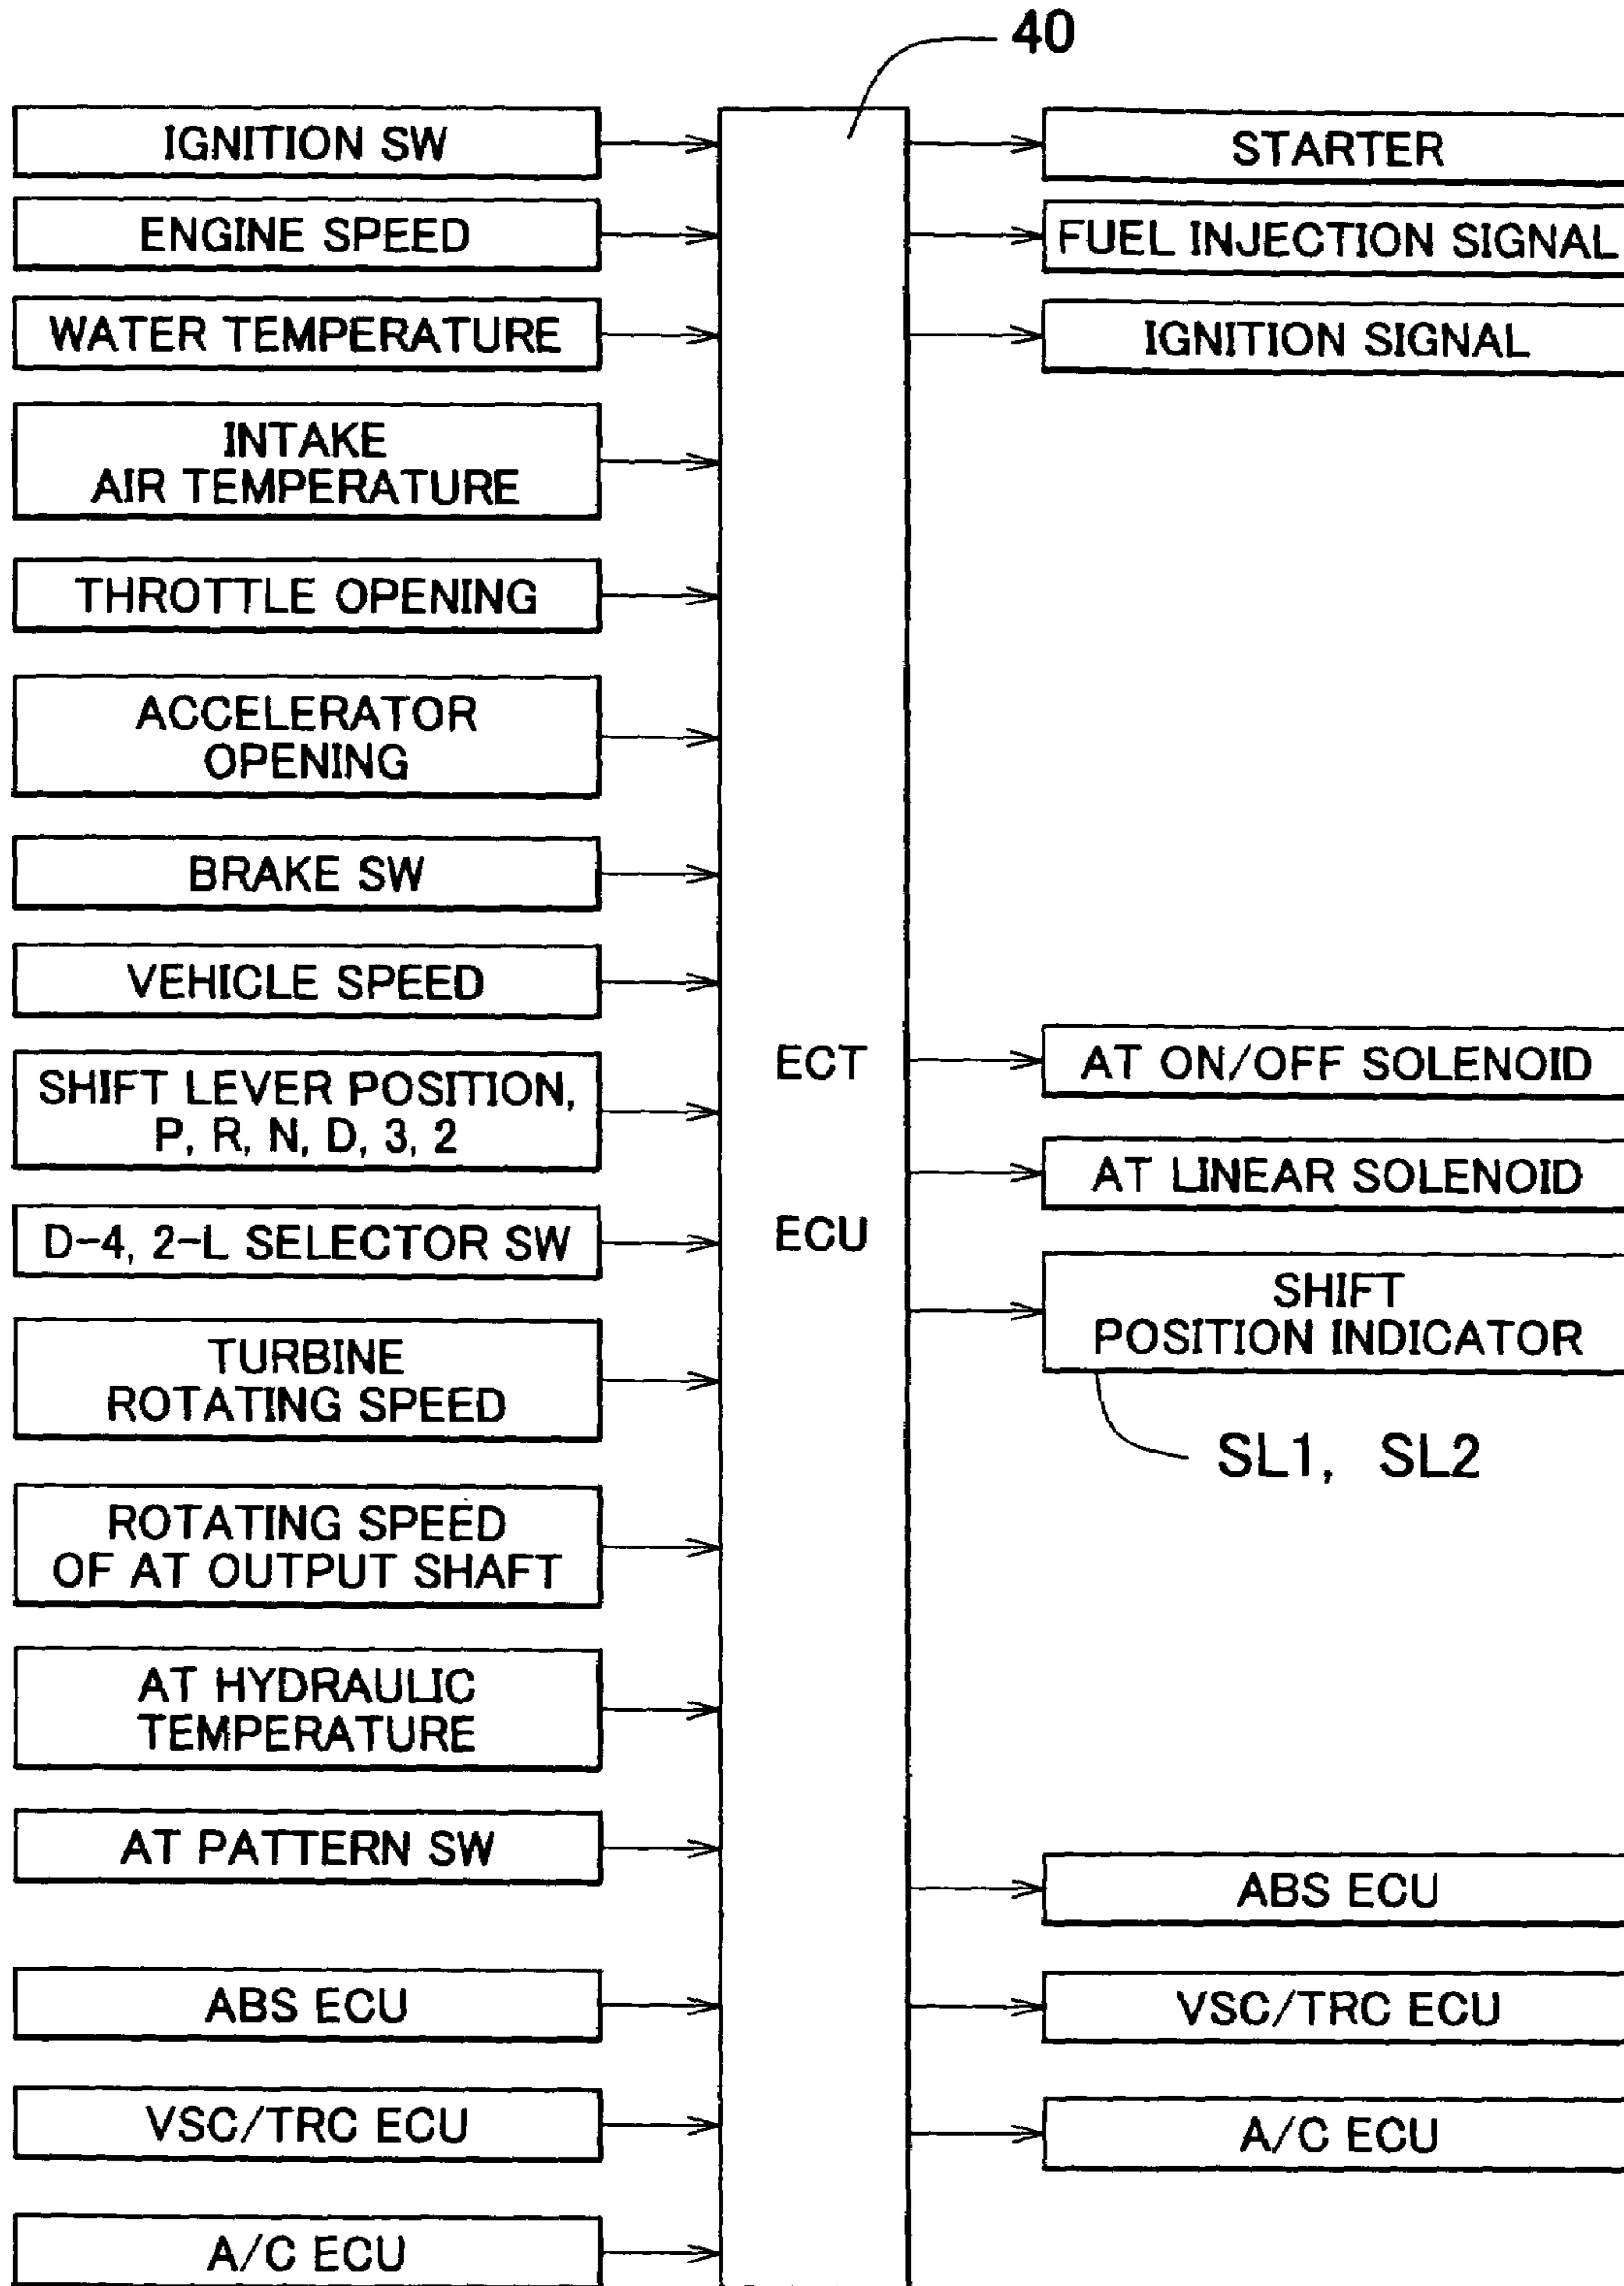 40
IGNITION SW
ENGINE SPEED
WATER TEMPERATURE
INTAKE
AIR TEMPERATURE
THROTTLE OPENING
ACCELERATOR
OPENING
BRAKE SW
VEHICLE SPEED
SHIFT LEVER POSITION,
P, R, N, D, 3, 2
D-4, 2-L SELECTOR SW
TURBINE
ROTATING SPEED
ROTATING SPEED
OF AT OUTPUT SHAFT
AT HYDRAULIC
TEMPERATURE
AT PATTERN SW
ABS ECU
VSC/TRC ECU
A/C ECU
ECT
ECU
STARTER
FUEL INJECTION SIGNAL
IGNITION SIGNAL
AT ON/OFF SOLENOID
AT LINEAR SOLENOID
SHIFT
POSITION INDICATOR
SL1, SL2
ABS ECU
VSC/TRC ECU
A/C ECU